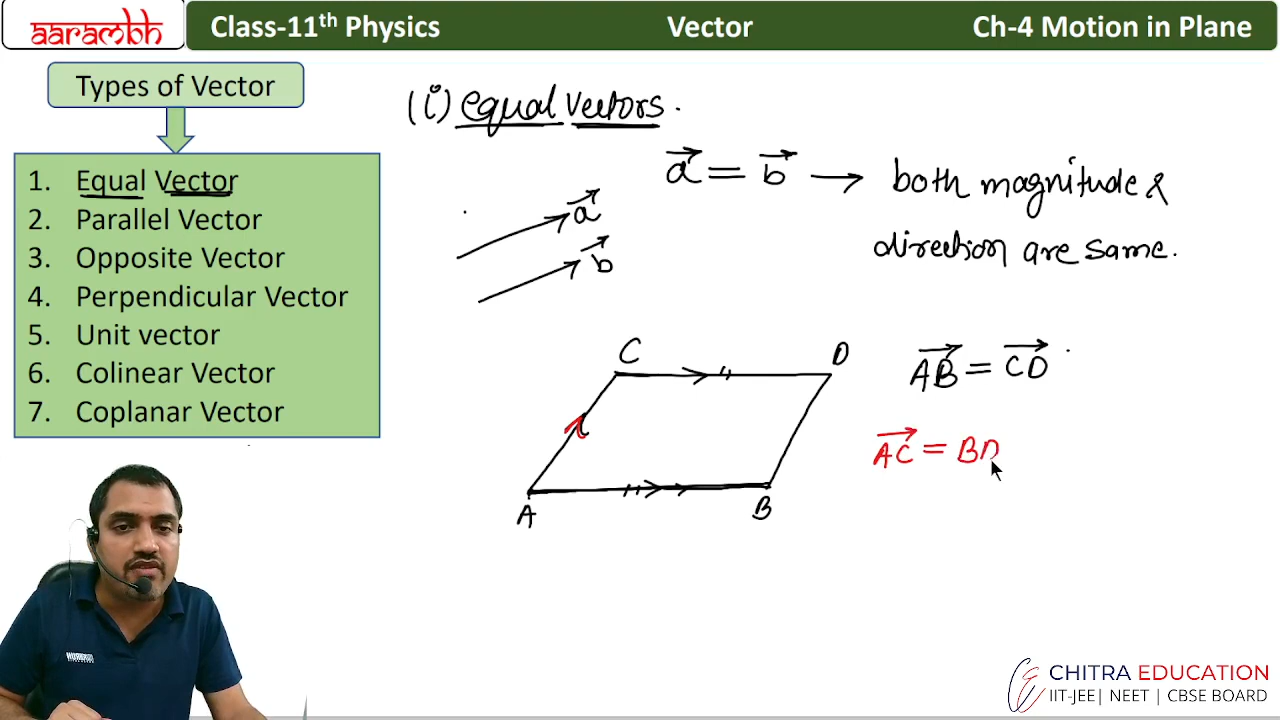 aarambh
Class-11th Physics
Vector
Ch-4 Motion in Plane
Types of Vector
1. Equal Vector
2. Parallel Vector
3. Opposite Vector
4. Perpendicular Vector
5. Unit vector
6. Colinear Vector
7. Coplanar Vector
(i) equal vectors.
a⃗ = b⃗ → both magnitude &
direction are same.
a⃗
b⃗
C D
A B
AB⃗ = CD⃗
AC⃗ = BD
CHITRA EDUCATION
IIT-JEE| NEET | CBSE BOARD